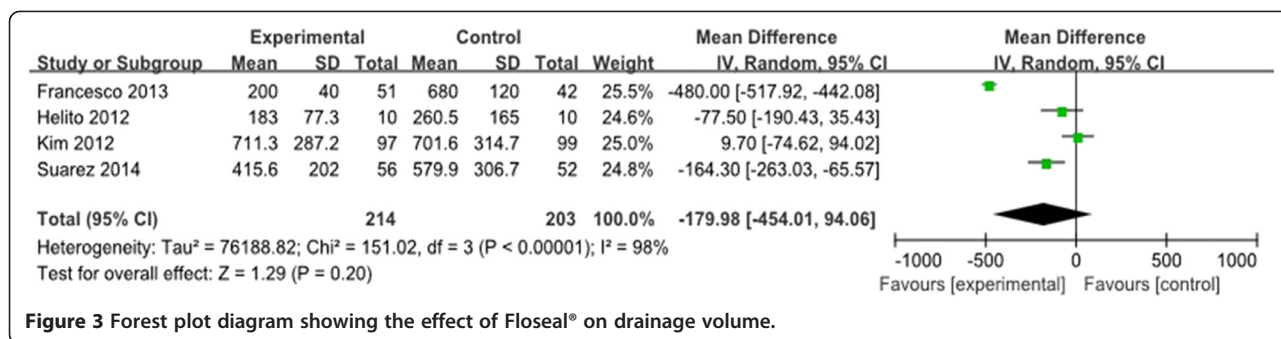 Experimental Control Mean Difference Mean Difference
Study or Subgroup Mean SD Total Mean SD Total Weight IV, Random, 95% CI IV, Random, 95% CI
Francesco 2013 200 40 51 680 120 42 25.5% -480.00 [-517.92, -442.08]
Helito 2012 183 77.3 10 260.5 165 10 24.6% -77.50 [-190.43, 35.43]
Kim 2012 711.3 287.2 97 701.6 314.7 99 25.0% 9.70 [-74.62, 94.02]
Suarez 2014 415.6 202 56 579.9 306.7 52 24.8% -164.30 [-263.03, -65.57]
Total (95% CI) 214 203 100.0% -179.98 [-454.01, 94.06]
Heterogeneity: Tau² = 76188.82; Chi² = 151.02, df = 3 (P < 0.00001); I² = 98%
Test for overall effect: Z = 1.29 (P = 0.20)
-1000 -500 0 500 1000
Favours [experimental] Favours [control]
Figure 3 Forest plot diagram showing the effect of Floseal® on drainage volume.